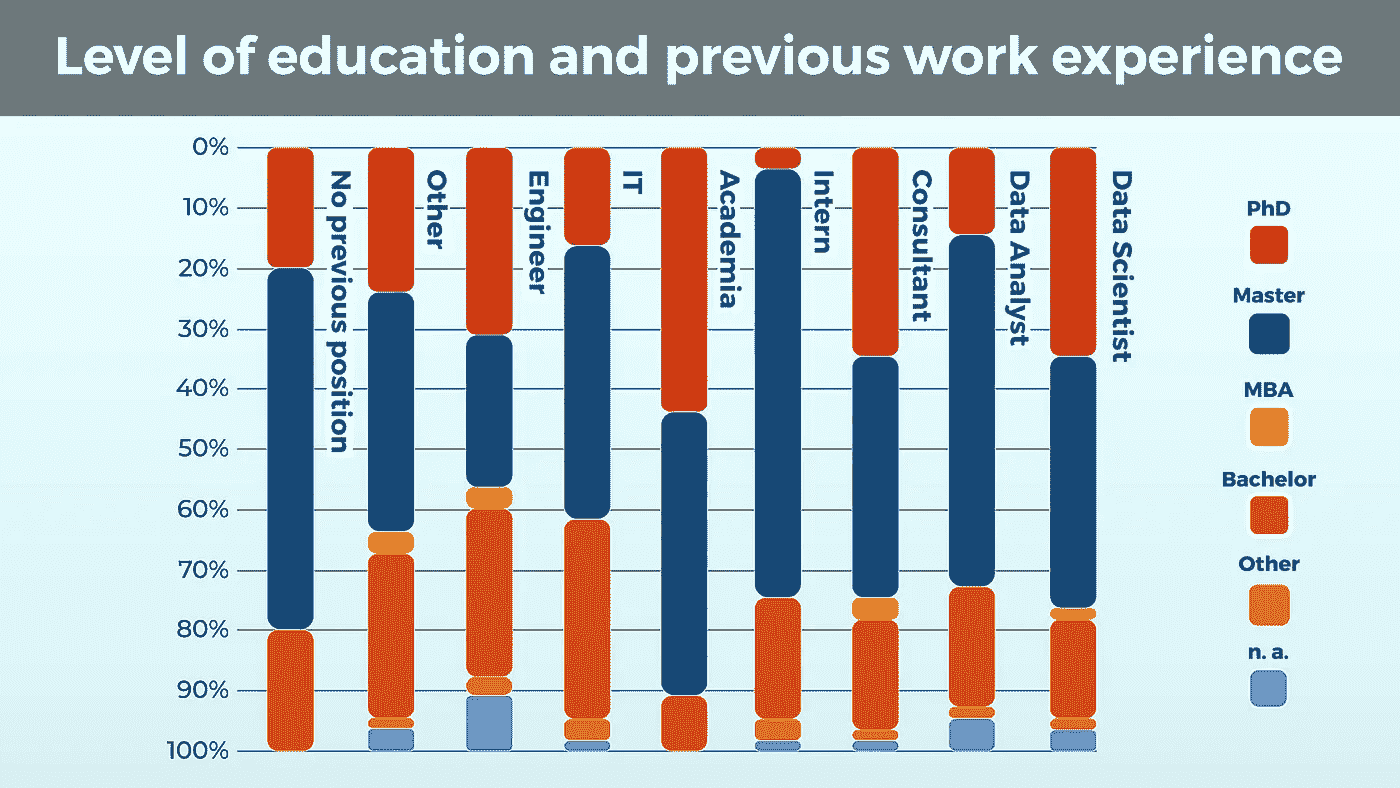 Level of education and previous work experience
0%
10%
20%
30%
40%
50%
60%
70%
80%
90%
100%
No previous position
Other
Engineer
IT
Academia
Intern
Consultant
Data Analyst
Data Scientist
PhD
Master
MBA
Bachelor
Other
n. a.